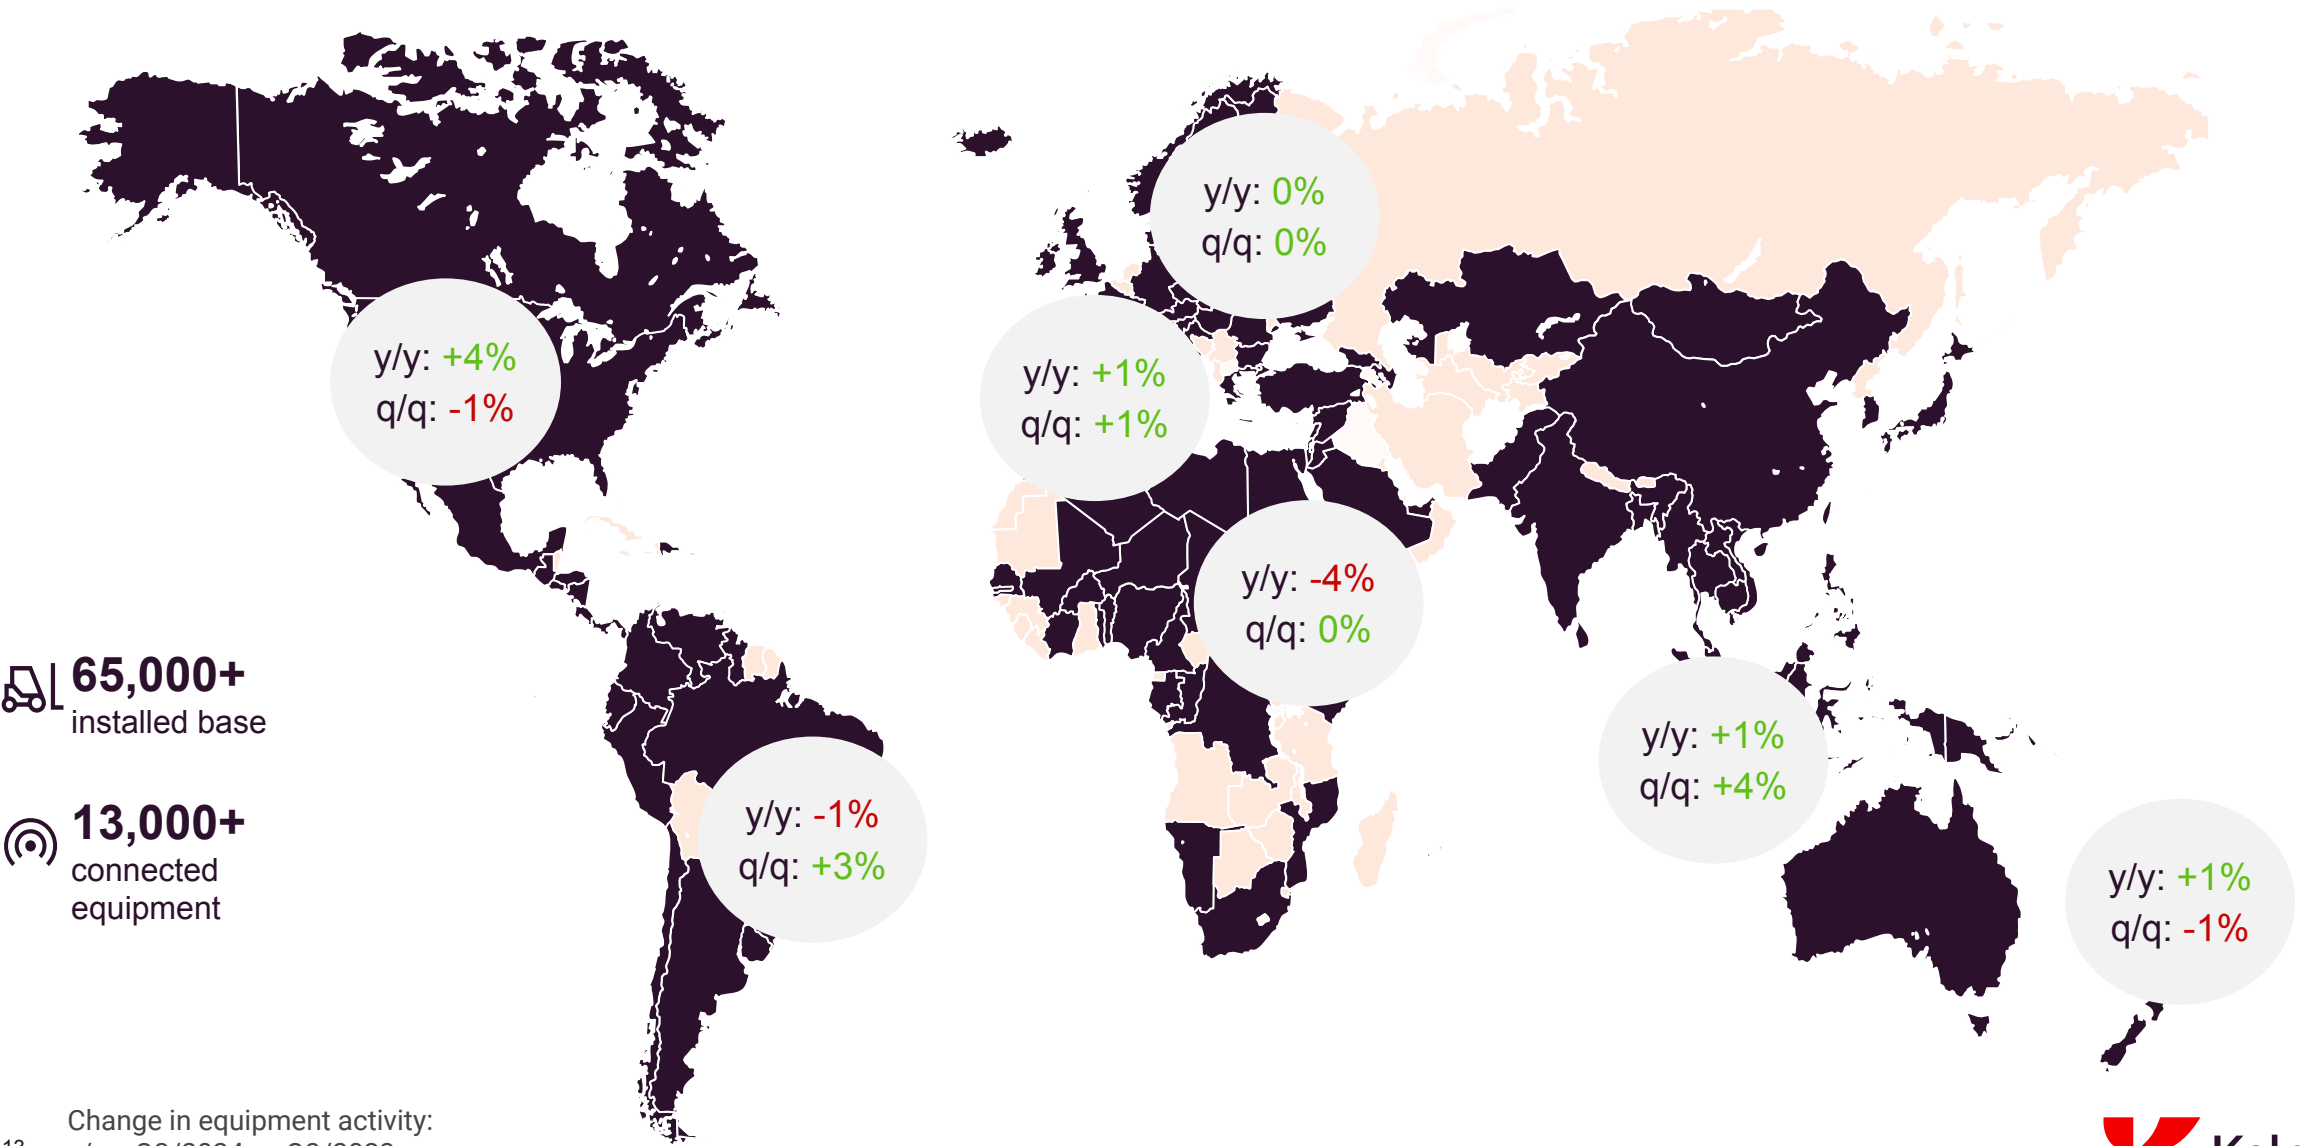 y/y: 0%
q/q: 0%
y/y: +4%
q/q: -1%
y/y: +1%
q/q: +1%
y/y: -4%
q/q: 0%
65,000+
installed base
y/y: +1%
q/q: +4%
13,000+
connected
equipment
y/y: -1%
q/q: +3%
y/y: +1%
q/q: -1%
Change in equipment activity: